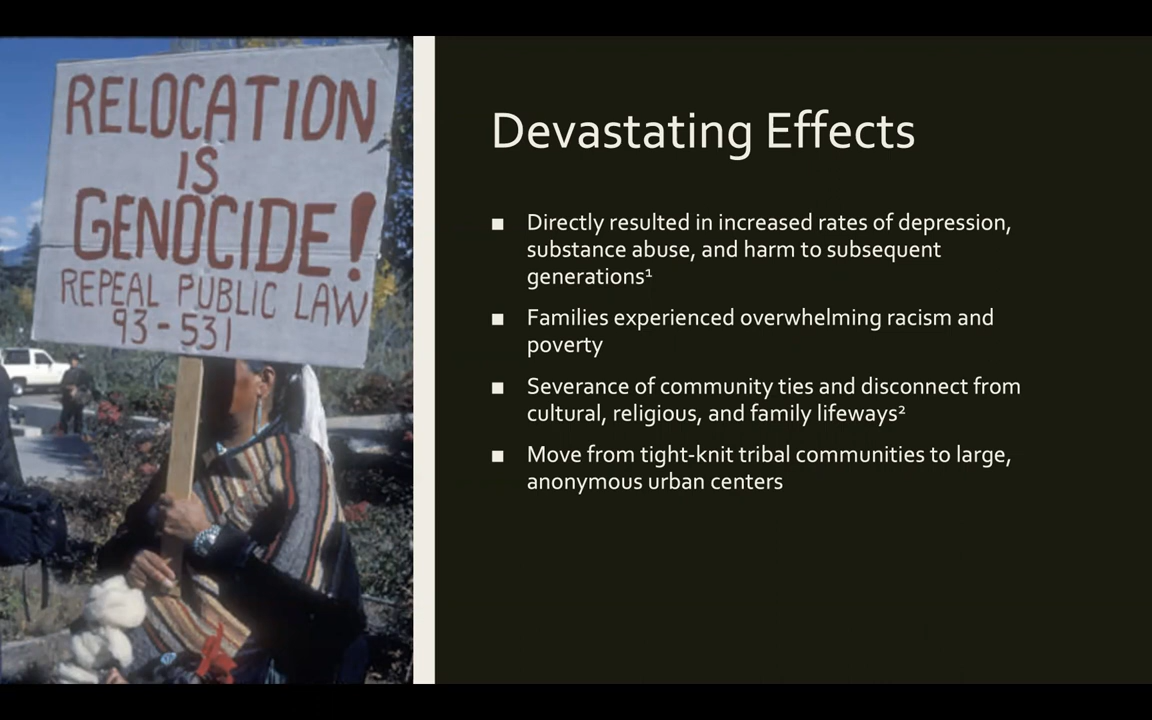 RELOCATION
IS
GENOCIDE!
REPEAL PUBLIC LAW
93-531
Devastating Effects
■ Directly resulted in increased rates of depression,
substance abuse, and harm to subsequent
generations¹
■ Families experienced overwhelming racism and
poverty
■ Severance of community ties and disconnect from
cultural, religious, and family lifeways²
■ Move from tight-knit tribal communities to large,
anonymous urban centers